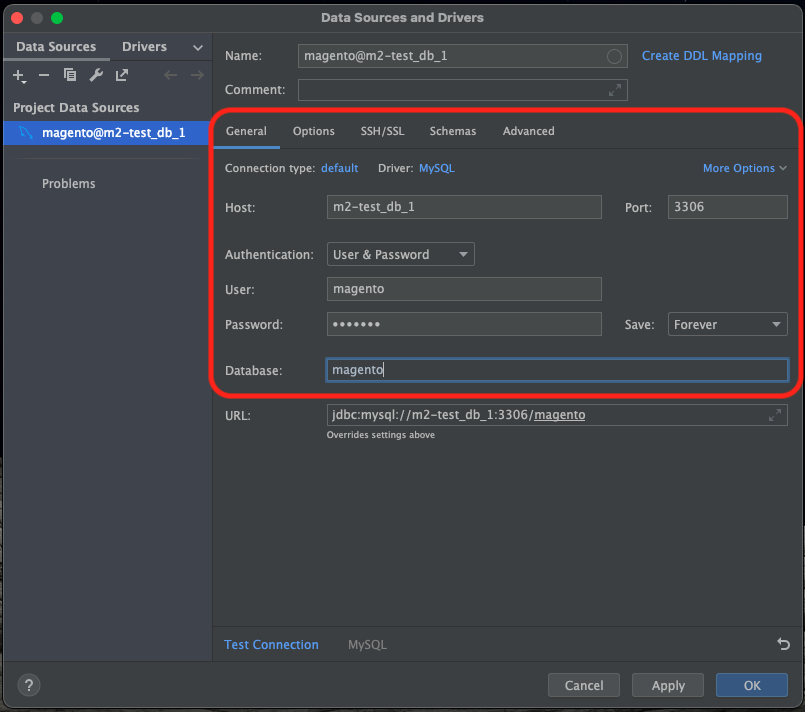 Data Sources and Drivers
Data Sources Drivers
Project Data Sources
magento@m2-test_db_1
Problems
Name: magento@m2-test_db_1 Create DDL Mapping
Comment:
General Options SSH/SSL Schemas Advanced
Connection type: default Driver: MySQL More Options
Host: m2-test_db_1 Port: 3306
Authentication: User & Password
User: magento
Password: ••••••• Save: Forever
Database: magento
URL: jdbc:mysql://m2-test_db_1:3306/magento
Overrides settings above
Test Connection MySQL
? Cancel Apply OK